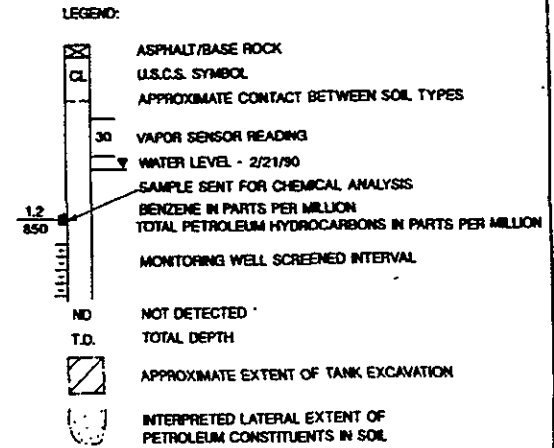 LEGEND:
ASPHALT/BASE ROCK
CL U.S.C.S. SYMBOL
APPROXIMATE CONTACT BETWEEN SOIL TYPES
30 VAPOR SENSOR READING
WATER LEVEL - 2/21/90
SAMPLE SENT FOR CHEMICAL ANALYSIS
1.2 BENZENE IN PARTS PER MILLION
850 TOTAL PETROLEUM HYDROCARBONS IN PARTS PER MILLION
MONITORING WELL SCREENED INTERVAL
ND NOT DETECTED
T.D. TOTAL DEPTH
APPROXIMATE EXTENT OF TANK EXCAVATION
INTERPRETED LATERAL EXTENT OF
PETROLEUM CONSTITUENTS IN SOIL